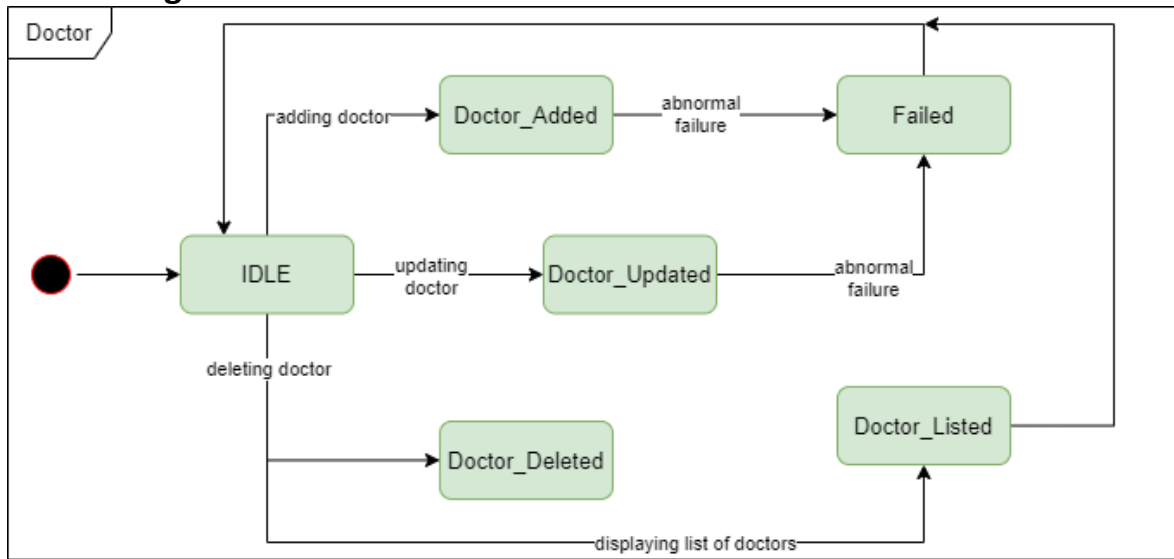 Doctor
adding doctor
Doctor_Added
abnormal
failure
Failed
IDLE
updating
doctor
Doctor_Updated
abnormal
failure
deleting doctor
Doctor_Listed
Doctor_Deleted
displaying list of doctors